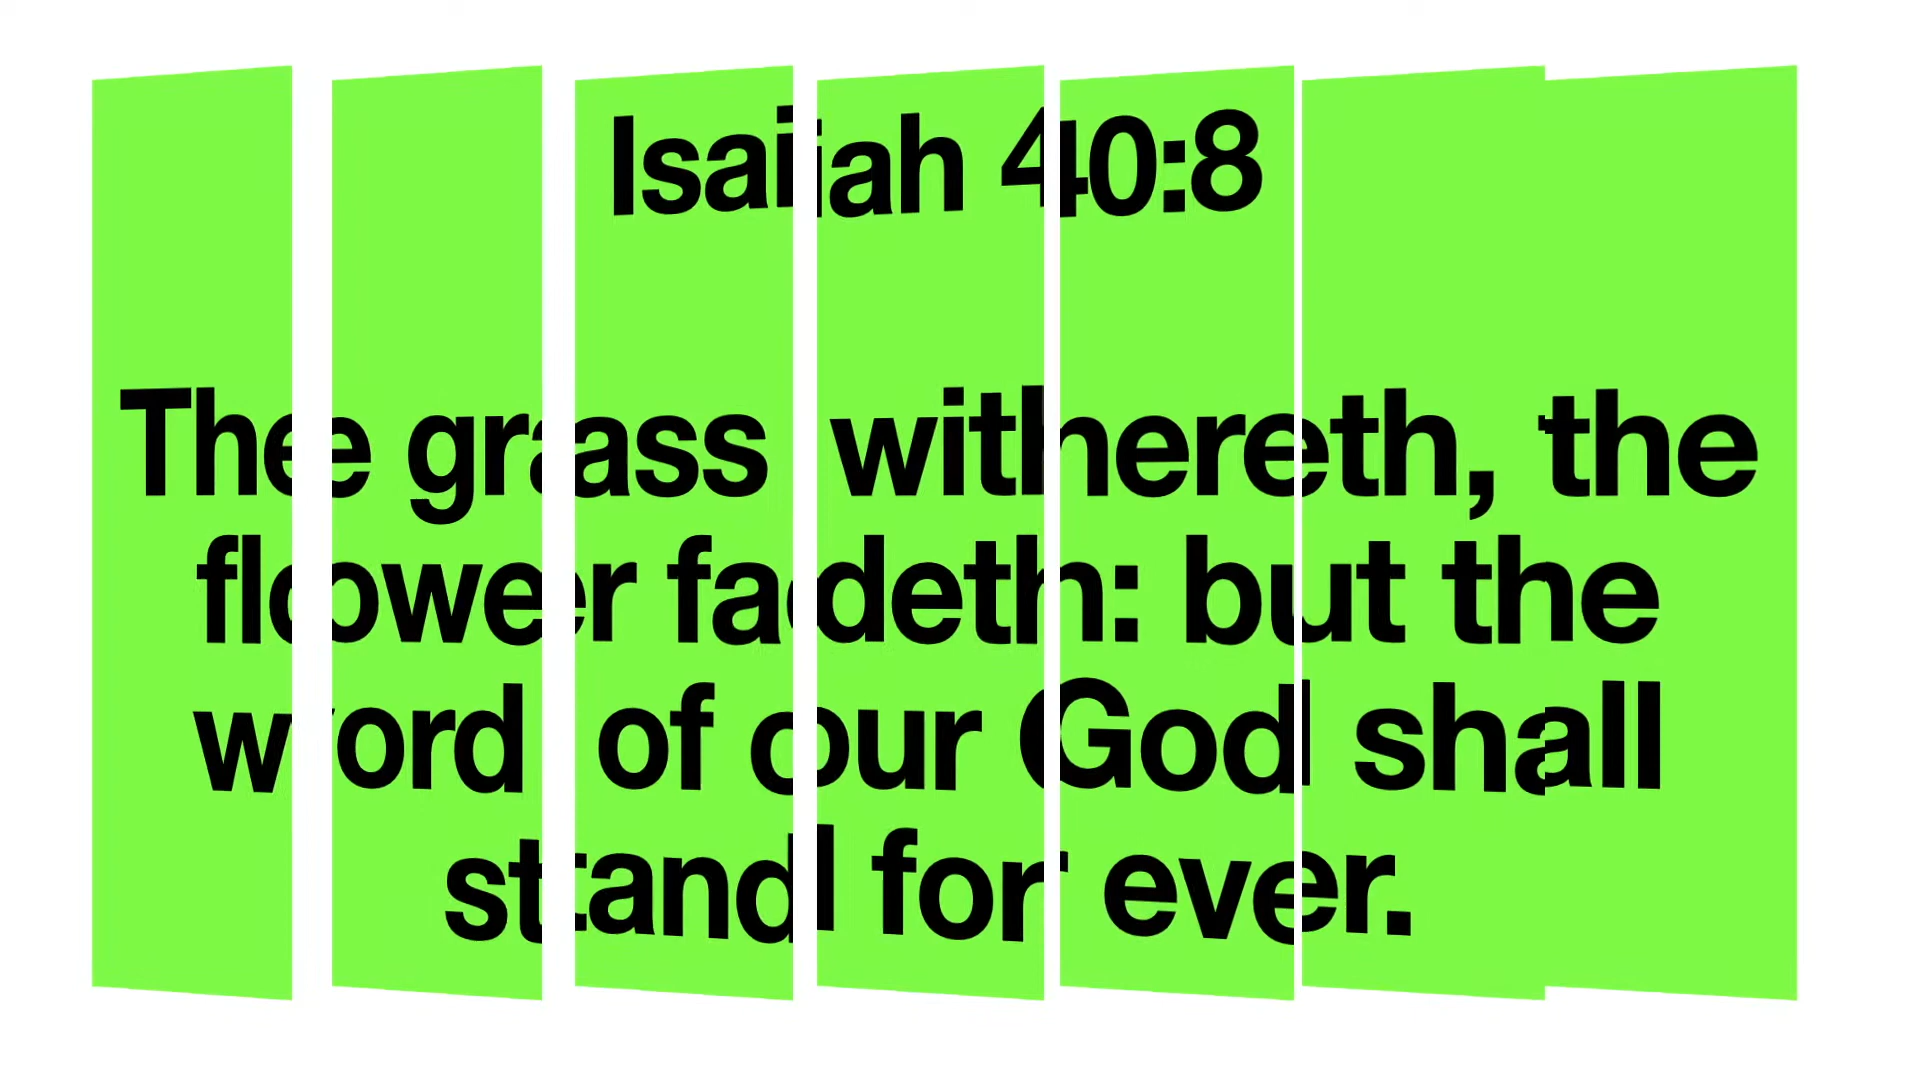 Isaiah 40:8
The grass withereth, the
flower fadeth: but the
word of our God shall
stand for ever.